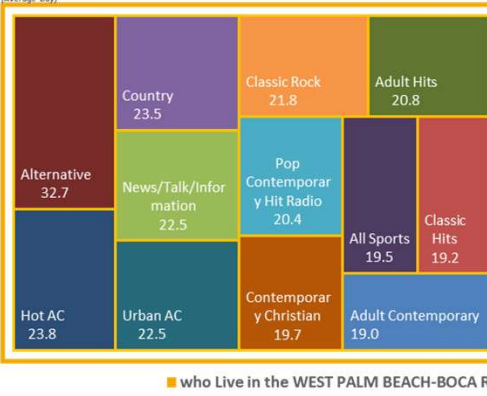 (Average Day)
Alternative
32.7
Country
23.5
Classic Rock
21.8
Adult Hits
20.8
News/Talk/Infor
mation
22.5
Pop
Contemporar
y Hit Radio
20.4
All Sports
19.5
Classic
Hits
19.2
Hot AC
23.8
Urban AC
22.5
Contemporar
y Christian
19.7
Adult Contemporary
19.0
who Live in the WEST PALM BEACH-BOCA R